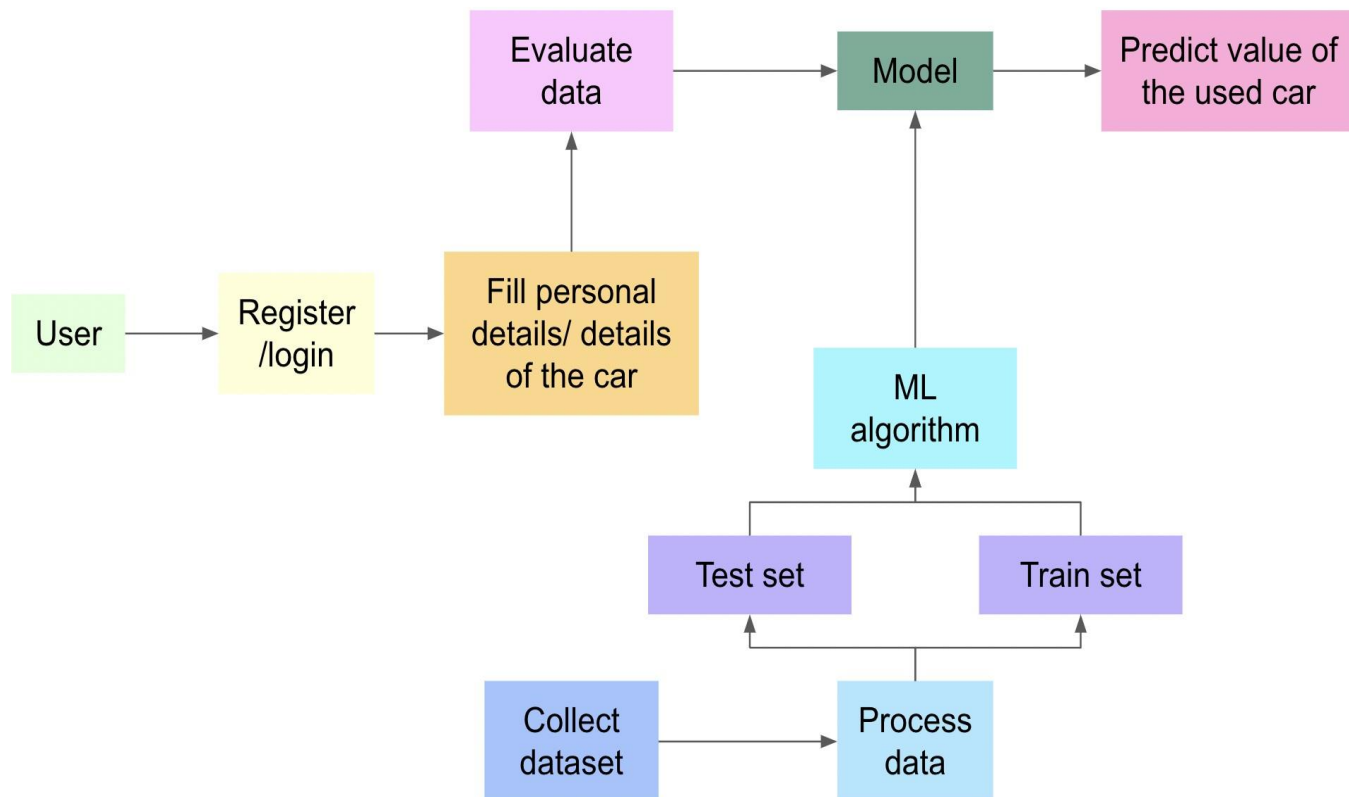 Evaluate
data
Model
Predict value of
the used car
User
Register
/login
Fill personal
details/ details
of the car
ML
algorithm
Test set
Train set
Collect
dataset
Process
data